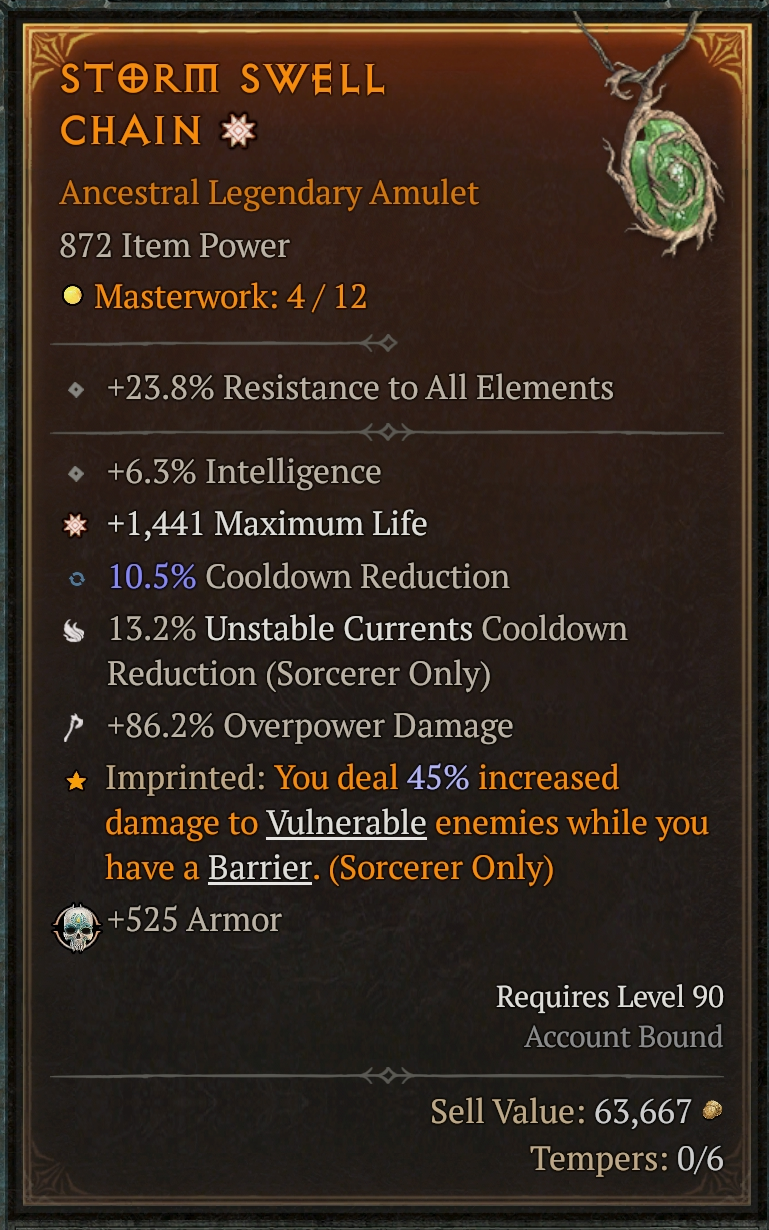 STORM SWELL
CHAIN
Ancestral Legendary Amulet
872 Item Power
Masterwork: 4 / 12
+23.8% Resistance to All Elements
+6.3% Intelligence
+1,441 Maximum Life
10.5% Cooldown Reduction
13.2% Unstable Currents Cooldown
Reduction (Sorcerer Only)
+86.2% Overpower Damage
Imprinted: You deal 45% increased
damage to Vulnerable enemies while you
have a Barrier. (Sorcerer Only)
+525 Armor
Requires Level 90
Account Bound
Sell Value: 63,667
Tempers: 0/6